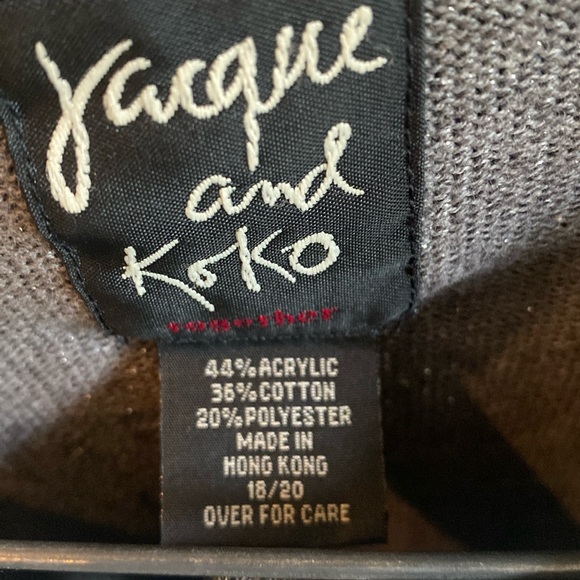 Jacque
and
KoKo
44% ACRYLIC
36% COTTON
20% POLYESTER
MADE IN
HONG KONG
18/20
OVER FOR CARE